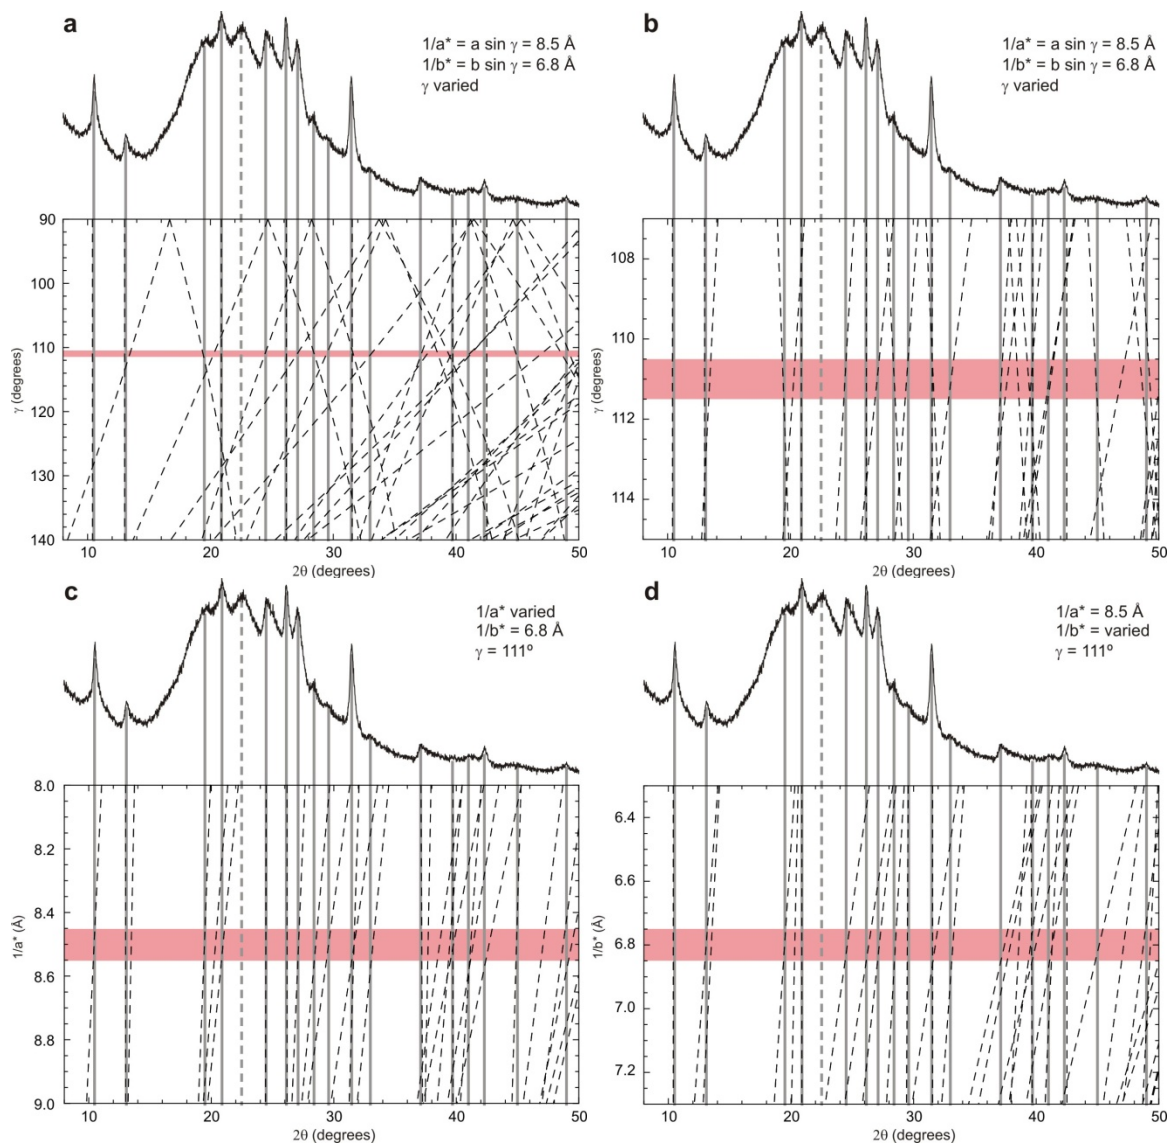 a
1/a* = a sin γ = 8.5 Å
1/b* = b sin γ = 6.8 Å
γ varied
90
100
110
120
130
140
γ (degrees)
10 20 30 40 50
2θ (degrees)
b
1/a* = a sin γ = 8.5 Å
1/b* = b sin γ = 6.8 Å
γ varied
108
110
112
114
γ (degrees)
10 20 30 40 50
2θ (degrees)
c
1/a* varied
1/b* = 6.8 Å
γ = 111º
8.0
8.2
8.4
8.6
8.8
9.0
1/a* (Å)
10 20 30 40 50
2θ (degrees)
d
1/a* = 8.5 Å
1/b* = varied
γ = 111º
6.4
6.6
6.8
7.0
7.2
1/b* (Å)
10 20 30 40 50
2θ (degrees)